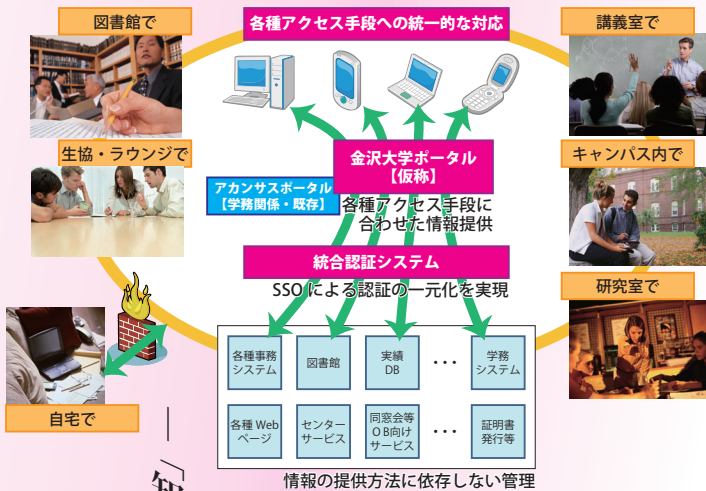 図書館で
各種アクセス手段への統一的な対応
講義室で
生協・ラウンジで
金沢大学ポータル
【仮称】
キャンパス内で
アカンサスポータル
【学務関係・既存】
各種アクセス手段に
合わせた情報提供
統合認証システム
SSOによる認証の一元化を実現
研究室で
各種事務
システム
図書館
実績
DB
・・・
学務
システム
自宅で
各種 Web
ページ
センター
サービス
同窓会等
OB向け
サービス
・・・
証明書
発行等
情報の提供方法に依存しない管理
―「知